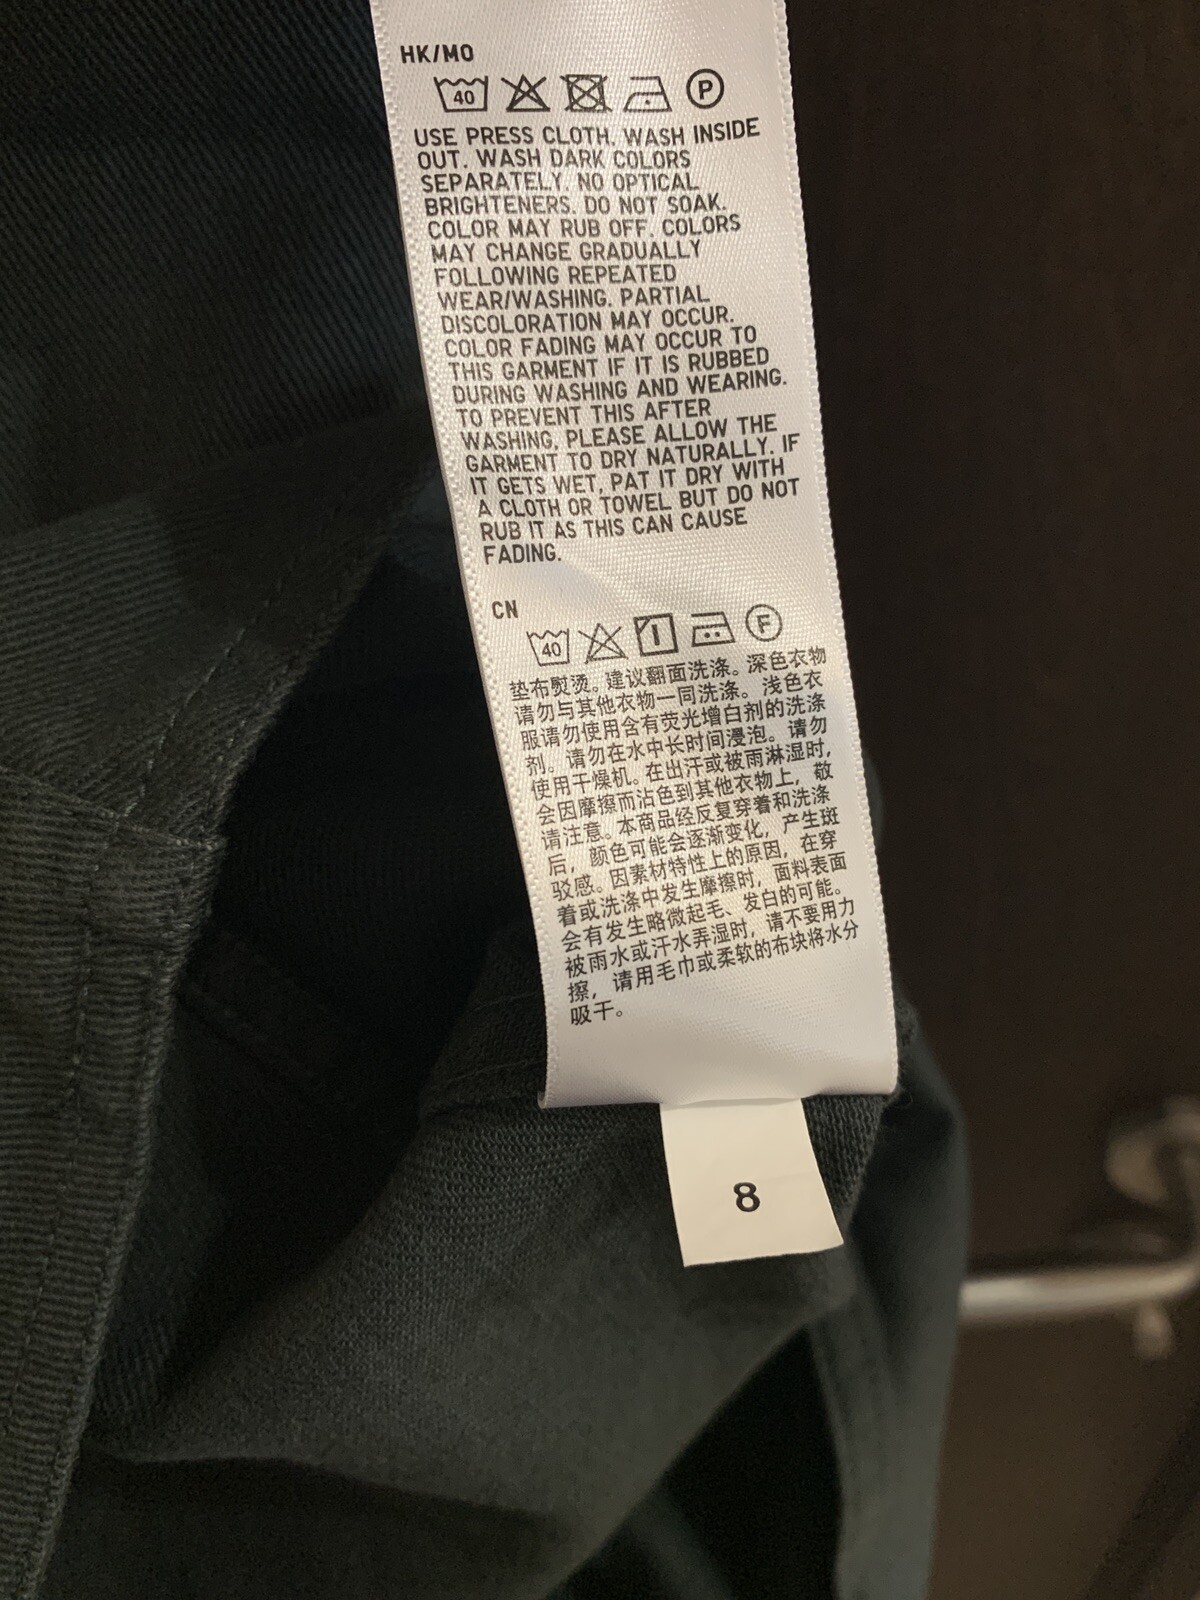 HK/MO
40 P
USE PRESS CLOTH. WASH INSIDE
OUT. WASH DARK COLORS
SEPARATELY. NO OPTICAL
BRIGHTENERS. DO NOT SOAK.
COLOR MAY RUB OFF. COLORS
MAY CHANGE GRADUALLY
FOLLOWING REPEATED
WEAR/WASHING. PARTIAL
DISCOLORATION MAY OCCUR.
COLOR FADING MAY OCCUR TO
THIS GARMENT IF IT IS RUBBED
DURING WASHING AND WEARING.
TO PREVENT THIS AFTER
WASHING, PLEASE ALLOW THE
GARMENT TO DRY NATURALLY. IF
IT GETS WET, PAT IT DRY WITH
A CLOTH OR TOWEL BUT DO NOT
RUB IT AS THIS CAN CAUSE
FADING.
CN
40 F
垫布熨烫。建议翻面洗涤。深色衣物
请勿与其他衣物一同洗涤。浅色衣
服请勿使用含有荧光增白剂的洗涤
剂。请勿在水中长时间浸泡。请勿
使用干燥机。在出汗或被雨淋湿时，
会因摩擦而沾色到其他衣物上，敬
请注意。本商品经反复穿着和洗涤
后，颜色可能会逐渐变化，产生斑
驳感。因素材特性上的原因，在穿
着或洗涤中发生摩擦时，面料表面
会有发生略微起毛、发白的可能。
被雨水或汗水弄湿时，请不要用力
擦，请用毛巾或柔软的布块将水分
吸干。
8